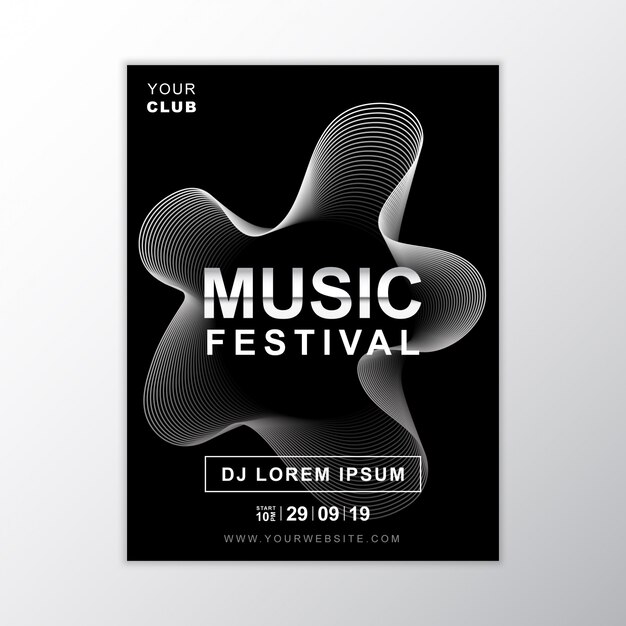 YOUR
CLUB
MUSIC
FESTIVAL
DJ LOREM IPSUM
START
10PM | 29 | 09 | 19
WWW.YOURWEBSITE.COM